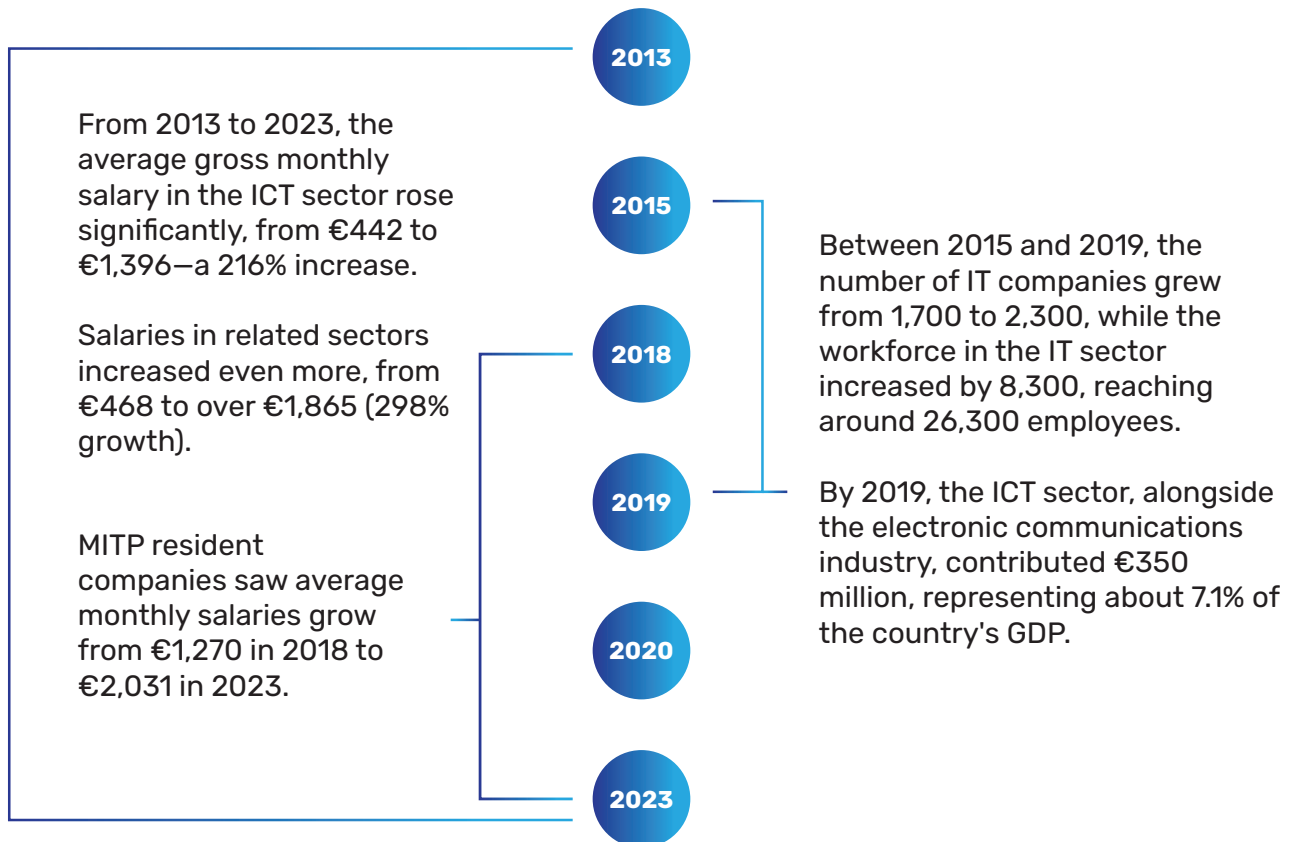 2013
From 2013 to 2023, the
average gross monthly
salary in the ICT sector rose
significantly, from €442 to
€1,396—a 216% increase.
Salaries in related sectors
increased even more, from
€468 to over €1,865 (298%
growth).
MITP resident
companies saw average
monthly salaries grow
from €1,270 in 2018 to
€2,031 in 2023.
2015
2018
2019
2020
2023
Between 2015 and 2019, the
number of IT companies grew
from 1,700 to 2,300, while the
workforce in the IT sector
increased by 8,300, reaching
around 26,300 employees.
By 2019, the ICT sector, alongside
the electronic communications
industry, contributed €350
million, representing about 7.1% of
the country's GDP.